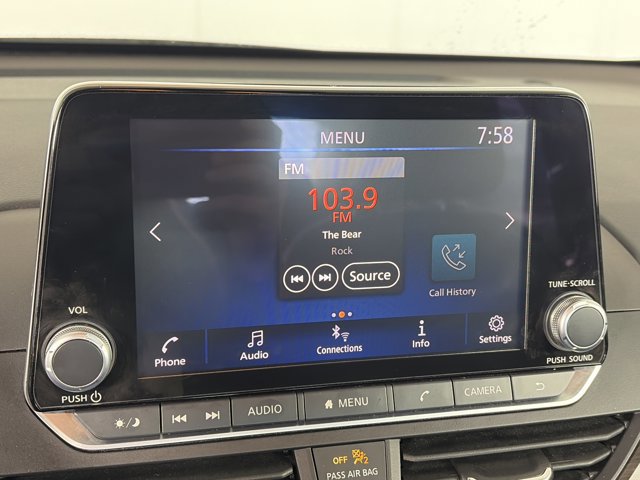 MENU
7:58
FM
103.9
FM
The Bear
Rock
Source
Call History
Phone
Audio
Connections
Info
Settings
VOL
PUSH
TUNE·SCROLL
PUSH SOUND
AUDIO
MENU
CAMERA
OFF 2
PASS AIR BAG